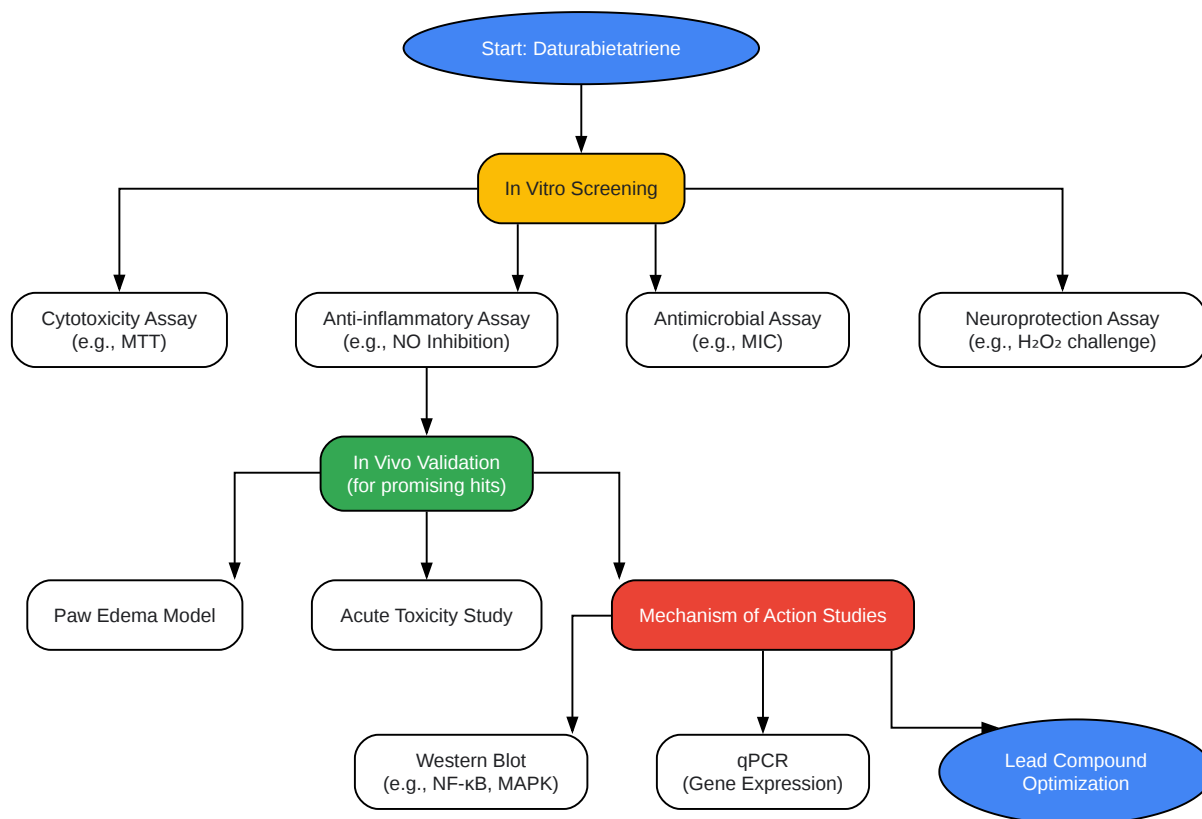 Start: Daturabietatriene
In Vitro Screening
Cytotoxicity Assay
(e.g., MTT)
Anti-inflammatory Assay
(e.g., NO Inhibition)
Antimicrobial Assay
(e.g., MIC)
Neuroprotection Assay
(e.g., H₂O₂ challenge)
In Vivo Validation
(for promising hits)
Paw Edema Model
Acute Toxicity Study
Mechanism of Action Studies
Western Blot
(e.g., NF-κB, MAPK)
qPCR
(Gene Expression)
Lead Compound
Optimization